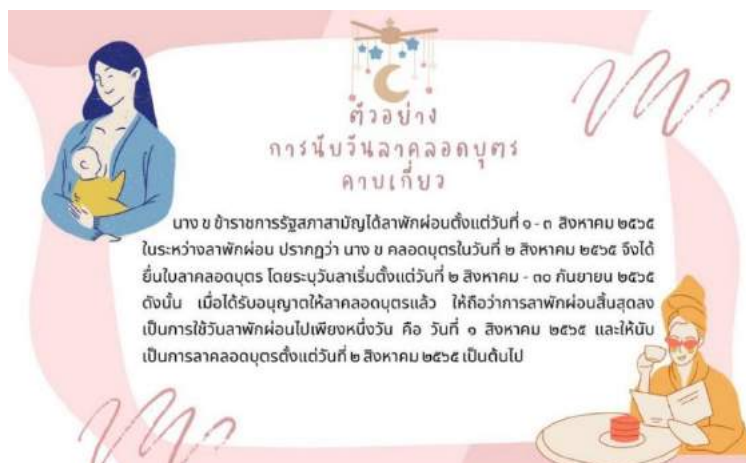 ตัวอย่าง
การนับวันลาคลอดบุตร
คาบเกี่ยว
นาง ข ข้าราชการรัฐสภาสามัญได้ลาพักผ่อนตั้งแต่วันที่ ๑ - ๓ สิงหาคม ๒๕๖๕
ในระหว่างลาพักผ่อน ปรากฏว่า นาง ข คลอดบุตรในวันที่ ๒ สิงหาคม ๒๕๖๕ จึงได้
ยื่นใบลาคลอดบุตร โดยระบุวันลาเริ่มตั้งแต่วันที่ ๒ สิงหาคม - ๓๐ กันยายน ๒๕๖๕
ดังนั้น เมื่อได้รับอนุญาตให้ลาคลอดบุตรแล้ว ให้ถือว่าการลาพักผ่อนสิ้นสุดลง
เป็นการใช้วันลาพักผ่อนไปเพียงหนึ่งวัน คือ วันที่ ๑ สิงหาคม ๒๕๖๕ และให้นับ
เป็นการลาคลอดบุตรตั้งแต่วันที่ ๒ สิงหาคม ๒๕๖๕ เป็นต้นไป